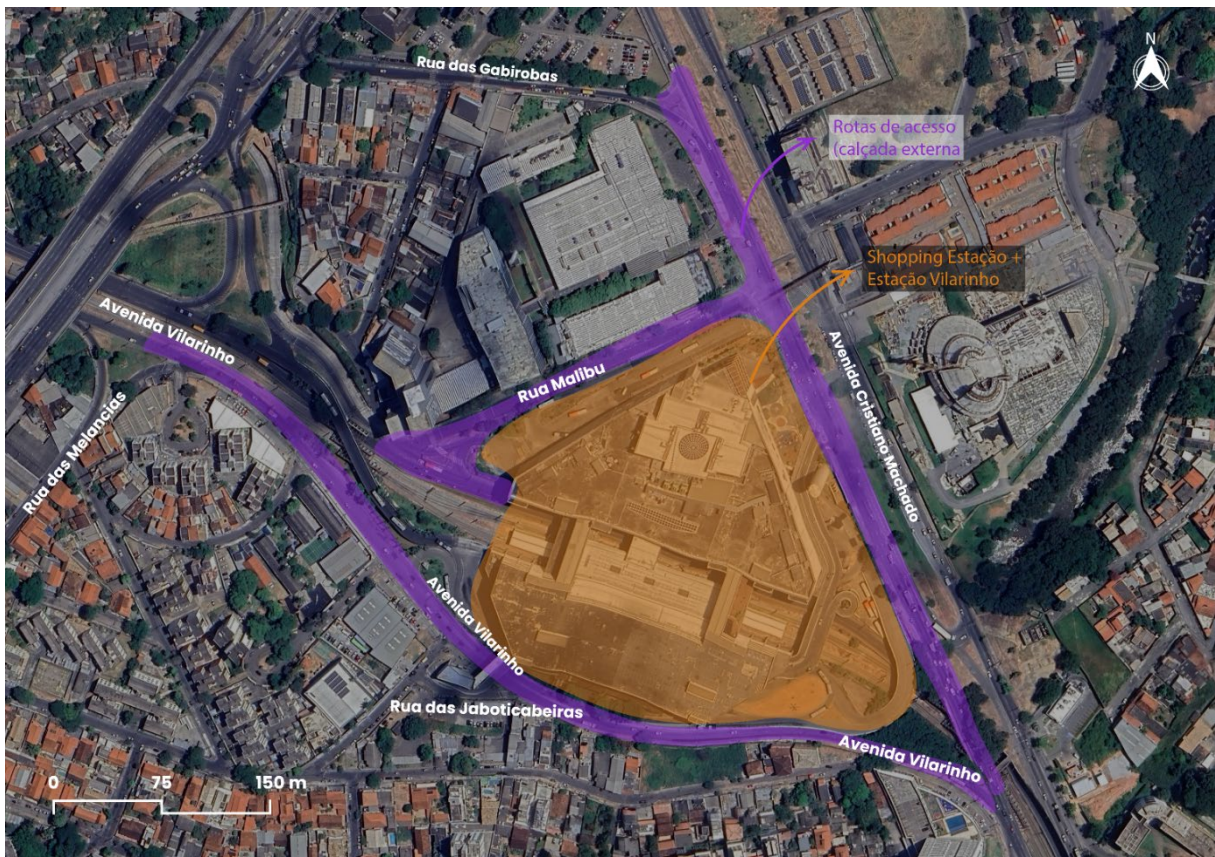 Rua das Gabirobas
N
Rotas de acesso
(calçada externa
Shopping Estação +
Estação Vilarinho
Avenida Vilarinho
Rua Malibu
Avenida Cristiano Machado
Rua das Melancias
Avenida Vilarinho
Rua das Jaboticabeiras
Avenida Vilarinho
0 75 150 m